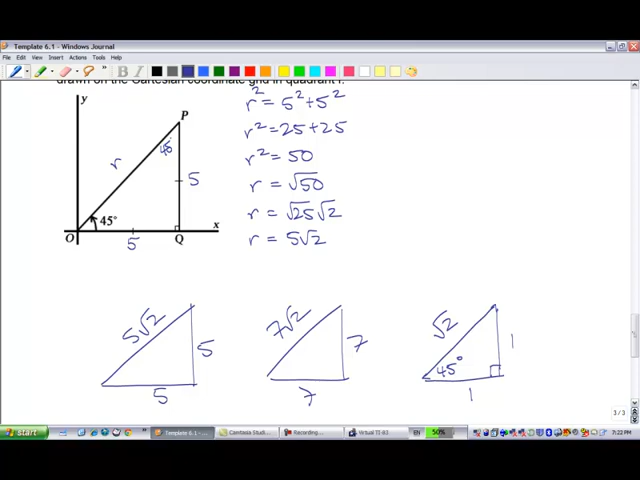 Template 6.1 - Windows Journal
File Edit View Insert Actions Tools Help
drawn on the Cartesian coordinate grid in quadrant I.
y
P
r
45°
5
45°
O
5
Q
x
r² = 5² + 5²
r² = 25 + 25
r² = 50
r = √50
r = √25√2
r = 5√2
5√2
5
5
7√2
7
7
√2
1
45°
1
3/3
start
Template 6.1 - W...
Camtasia Studi...
Recording...
Virtual TI-83
50%
7:22 PM